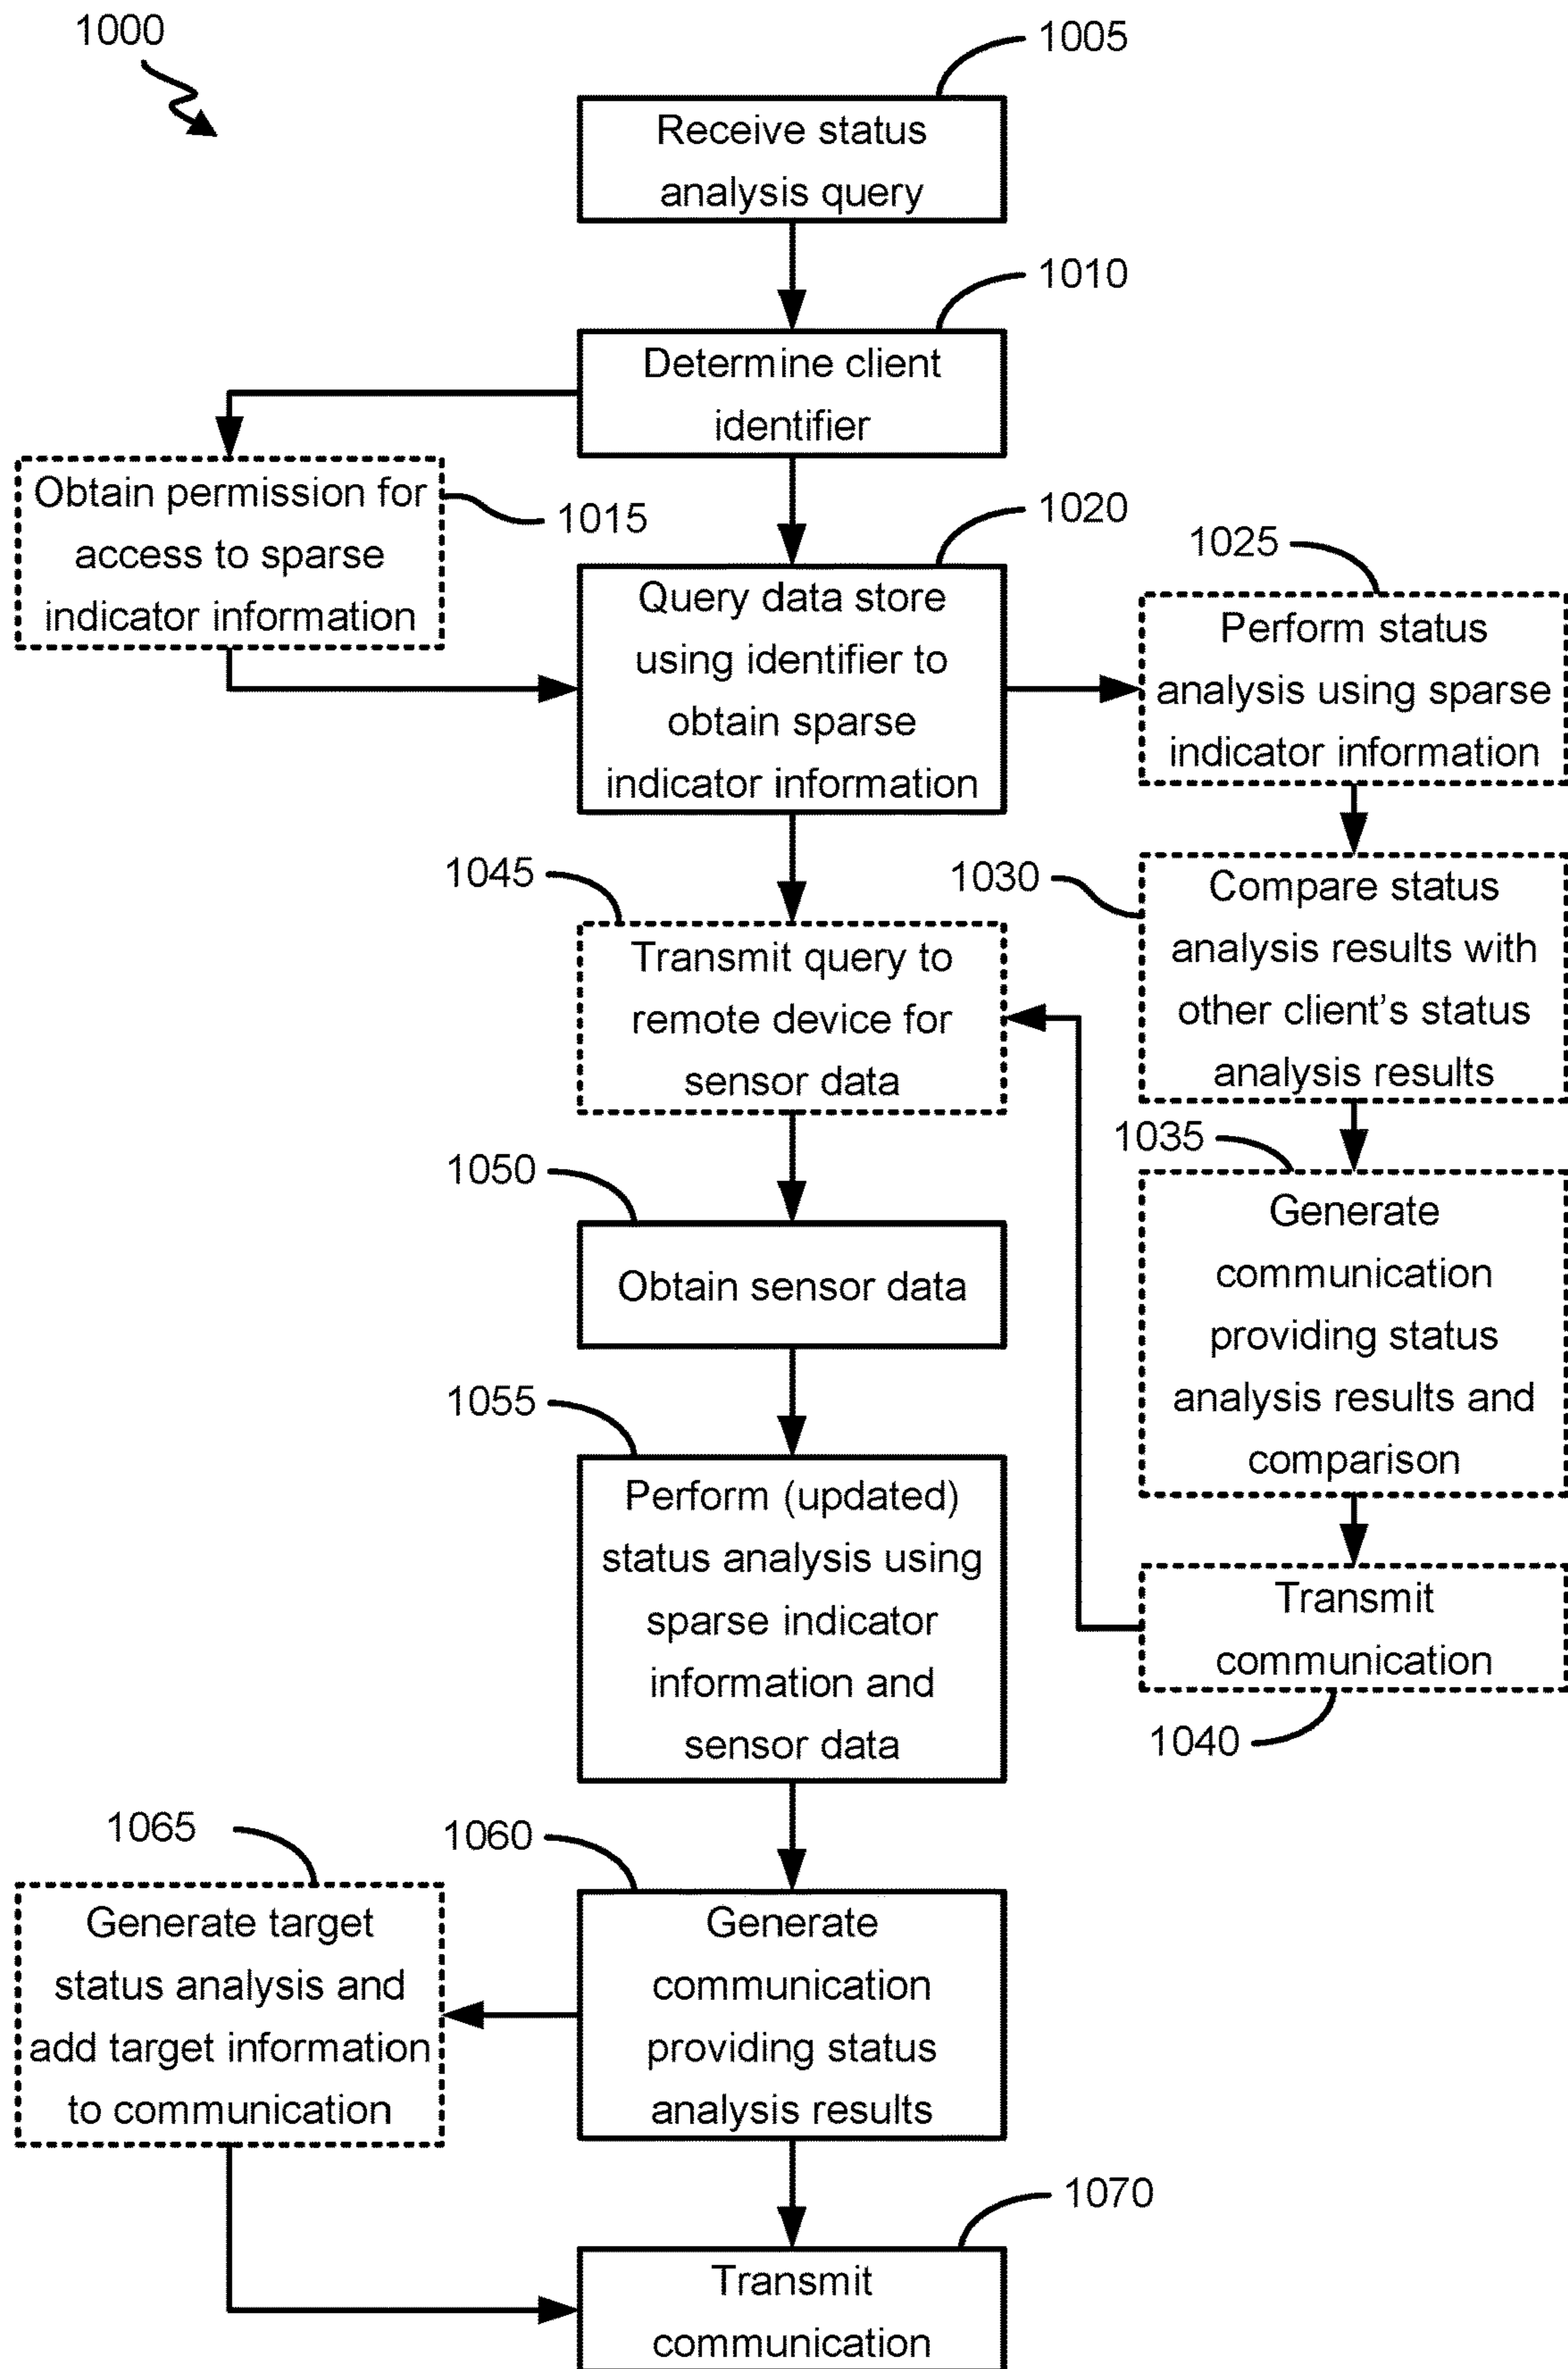 1000
1005
Receive status
analysis query
1010
Determine client
identifier
Obtain permission for
access to sparse
indicator information
1015
1020
Query data store
using identifier to
obtain sparse
indicator information
1025
Perform status
analysis using sparse
indicator information
1030
Compare status
analysis results with
other client's status
analysis results
1035
Generate
communication
providing status
analysis results and
comparison
Transmit
communication
1040
1045
Transmit query to
remote device for
sensor data
1050
Obtain sensor data
1055
Perform (updated)
status analysis using
sparse indicator
information and
sensor data
1060
Generate
communication
providing status
analysis results
1065
Generate target
status analysis and
add target information
to communication
1070
Transmit
communication